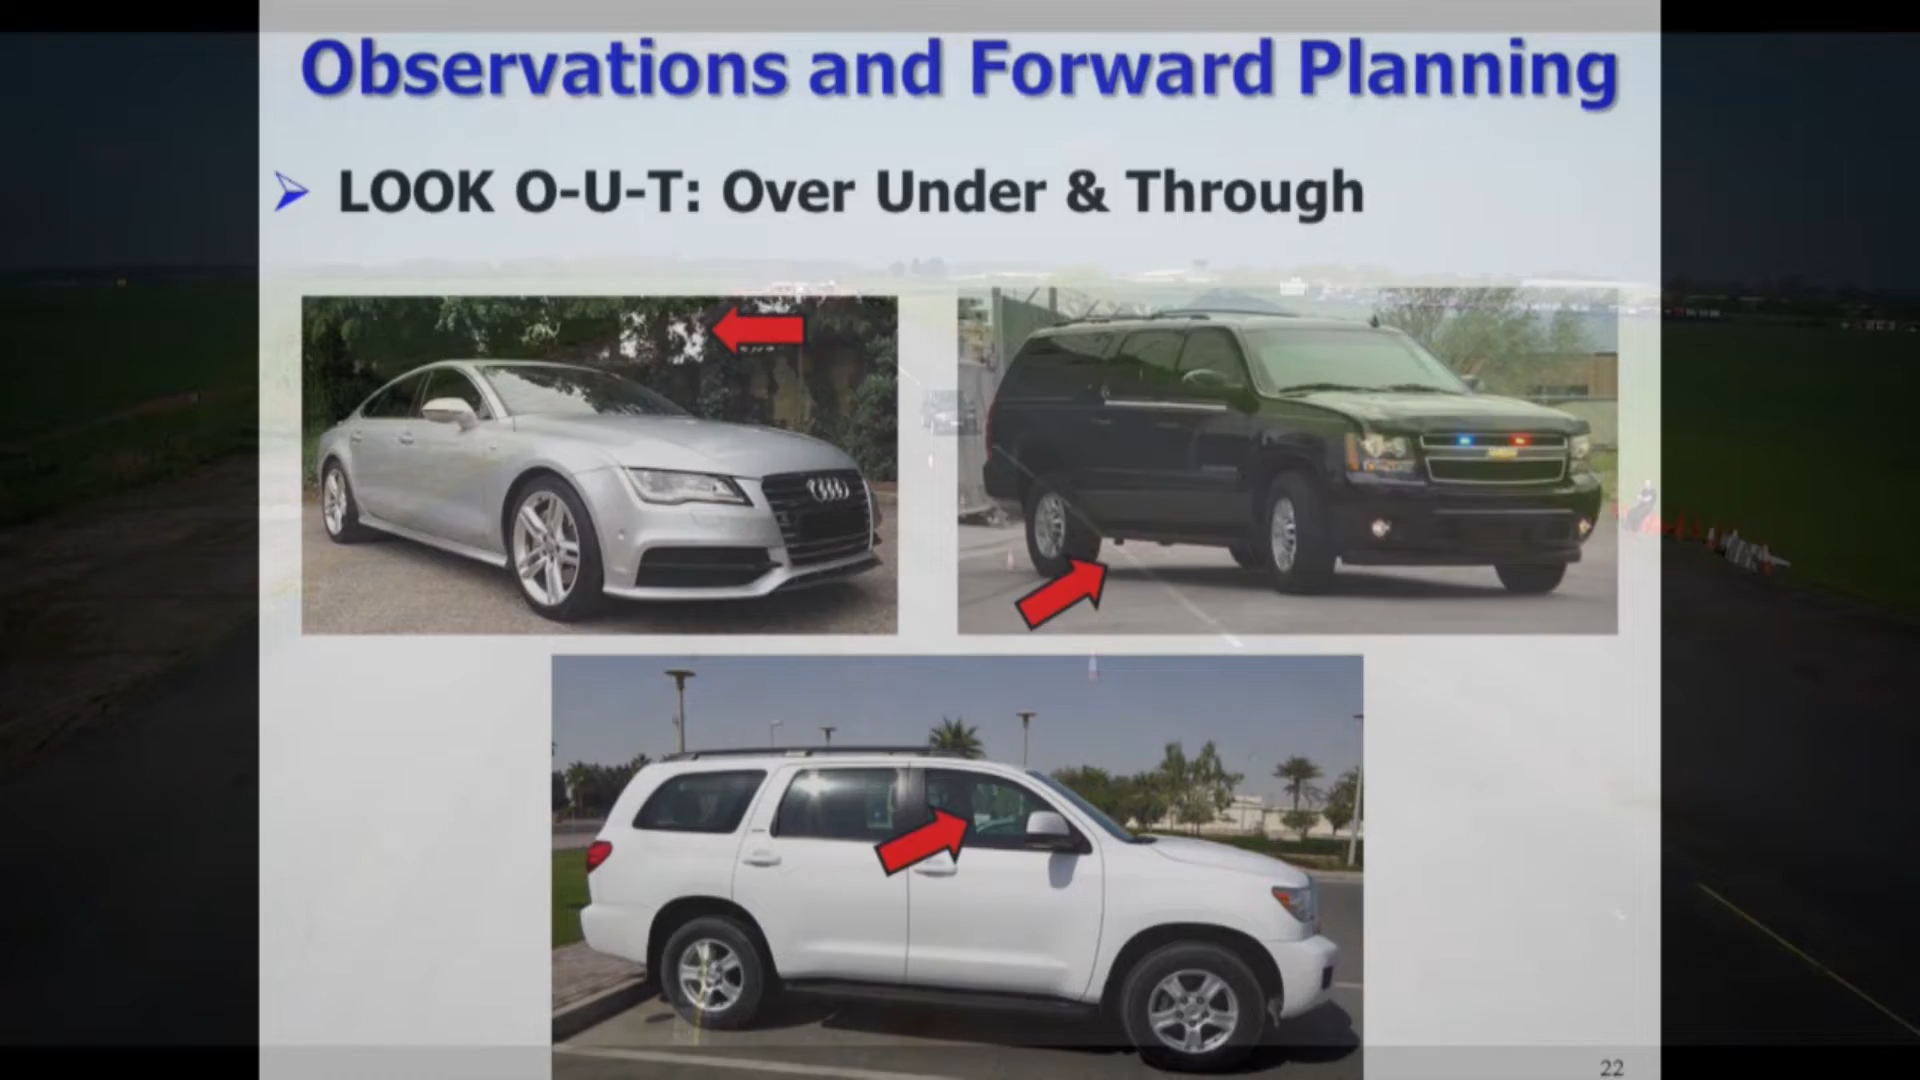 Observations and Forward Planning
LOOK O-U-T: Over Under & Through
22